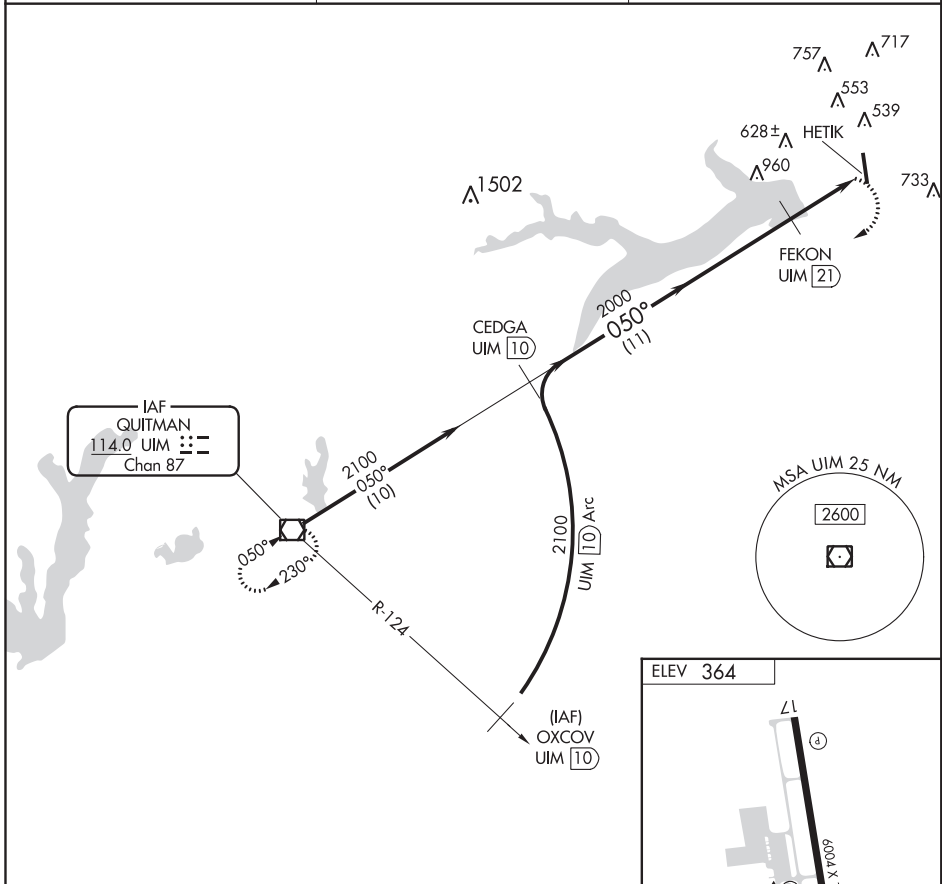 717
757
553
539
628 ±
HETIK
960
733
1502
FEKON
UIM 21
2000
050°
(11)
CEDGA
UIM 10
IAF
QUITMAN
114.0 UIM
Chan 87
2100
050°
(10)
MSA UIM 25 NM
2600
2100
UIM 10 Arc
050°
230°
R-124
(IAF)
OXCOV
UIM 10
ELEV 364
17
P
6004 X